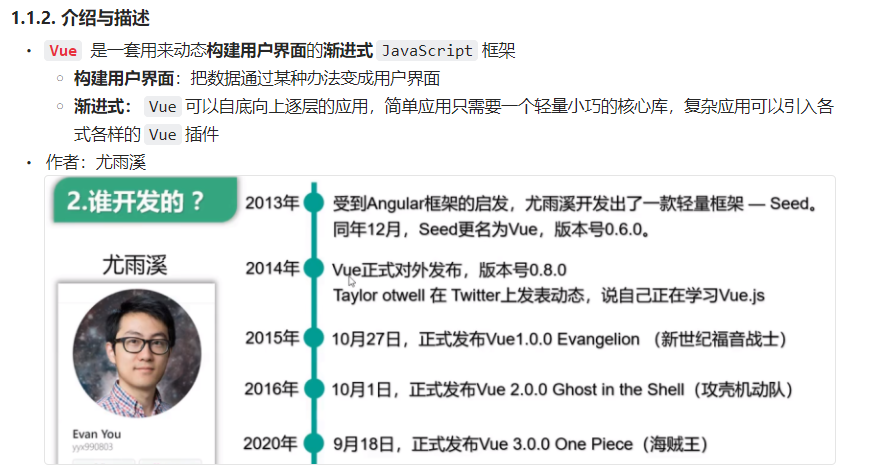 1.1.2. 介绍与描述
• Vue 是一套用来动态构建用户界面的渐进式 JavaScript 框架
○ 构建用户界面：把数据通过某种办法变成用户界面
○ 渐进式： Vue 可以自底向上逐层的应用，简单应用只需要一个轻量小巧的核心库，复杂应用可以引入各
式各样的 Vue 插件
• 作者：尤雨溪
2.谁开发的？
尤雨溪
Evan You
yyx990803
2013年 受到Angular框架的启发，尤雨溪开发出了一款轻量框架 — Seed。
同年12月，Seed更名为Vue，版本号0.6.0。
2014年 Vue正式对外发布，版本号0.8.0
Taylor otwell 在 Twitter上发表动态，说自己正在学习Vue.js
2015年 10月27日，正式发布Vue1.0.0 Evangelion （新世纪福音战士）
2016年 10月1日，正式发布Vue 2.0.0 Ghost in the Shell（攻壳机动队）
2020年 9月18日，正式发布Vue 3.0.0 One Piece（海贼王）